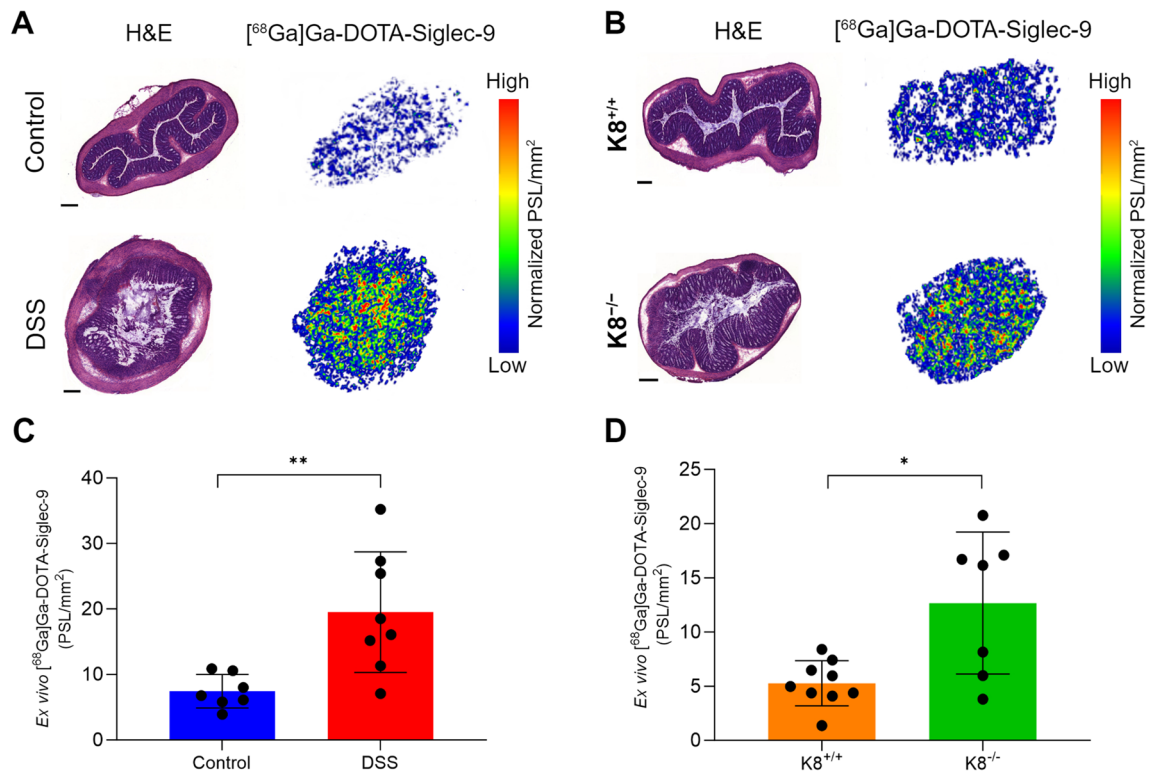 A
H&E
[⁶⁸Ga]Ga-DOTA-Siglec-9
Control
DSS
High
Normalized PSL/mm²
Low
B
H&E
[⁶⁸Ga]Ga-DOTA-Siglec-9
K8⁺/⁺
K8⁻/⁻
High
Normalized PSL/mm²
Low
C
Ex vivo [⁶⁸Ga]Ga-DOTA-Siglec-9
(PSL/mm²)
40
30
20
10
0
**
Control
DSS
D
Ex vivo [⁶⁸Ga]Ga-DOTA-Siglec-9
(PSL/mm²)
25
20
15
10
5
0
*
K8⁺/⁺
K8⁻/⁻